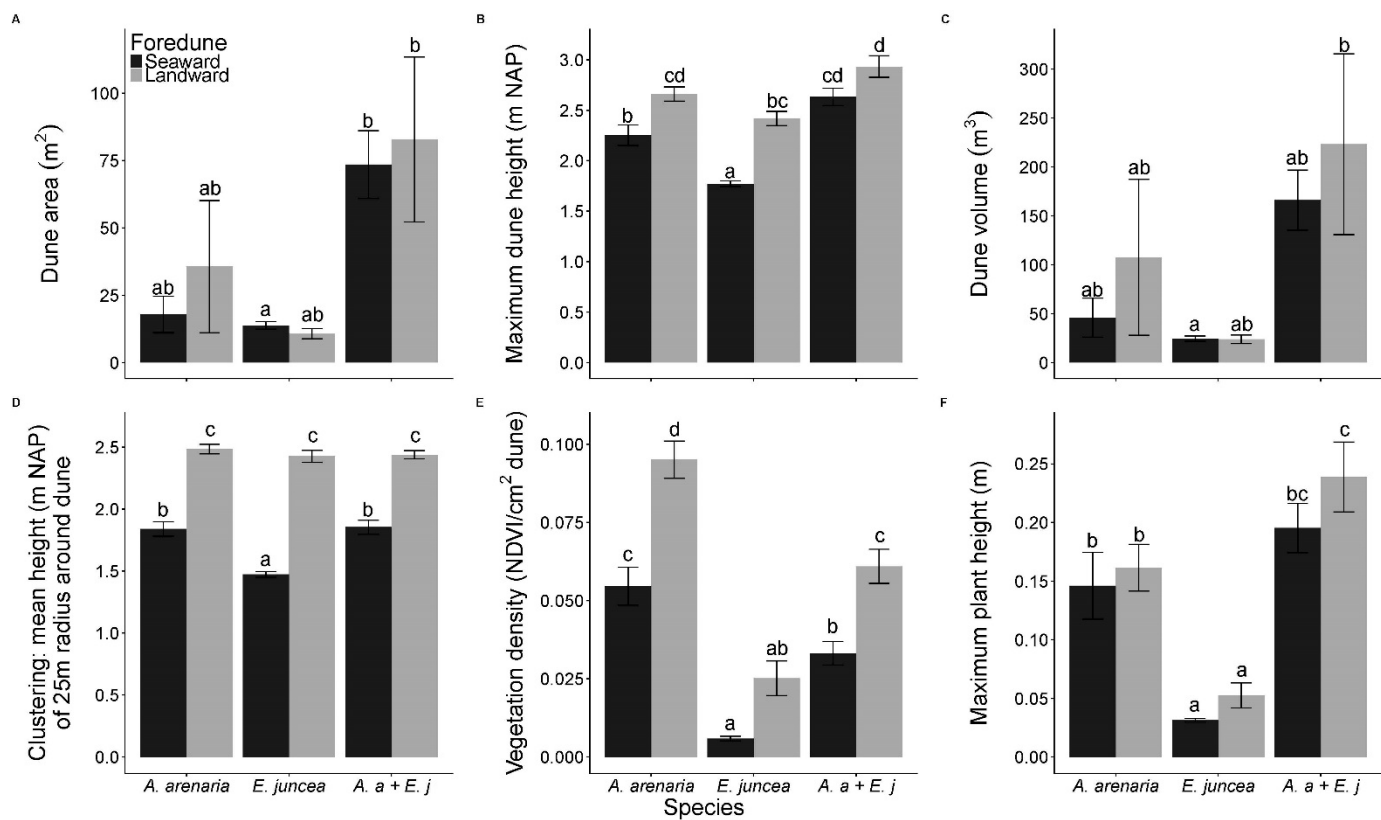 A
Foredune
Seaward
Landward
Dune area (m²)
100
75
50
25
0
ab
ab
a
ab
b
b
B
Maximum dune height (m NAP)
3.0
2.5
2.0
1.5
1.0
0.5
0.0
b
cd
a
bc
cd
d
C
Dune volume (m³)
300
250
200
150
100
50
0
ab
ab
a
ab
ab
b
D
Clustering: mean height (m NAP)
of 25m radius around dune
2.5
2.0
1.5
1.0
0.5
0.0
b
c
a
c
b
c
A. arenaria
E. juncea
A. a + E. j
E
Vegetation density (NDVI/cm² dune)
0.100
0.075
0.050
0.025
0.000
c
d
a
ab
b
c
A. arenaria
E. juncea
A. a + E. j
Species
F
Maximum plant height (m)
0.25
0.20
0.15
0.10
0.05
0.00
b
b
a
a
bc
c
A. arenaria
E. juncea
A. a + E. j